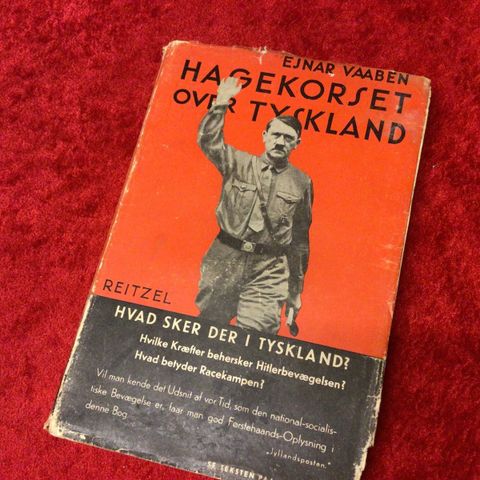 EJNAR VAABEN
HAGEKORSET
OVER TYSKLAND
REITZEL
HVAD SKER DER I TYSKLAND?
Hvilke Kræfter behersker Hitlerbevægelsen?
Hvad betyder Racekampen?
Vil man kende det Udsnit af vor Tid, som den national-socialis-
tiske Bevægelse er, faar man god Førstehaands-Oplysning i
denne Bog
„Jyllandsposten."
SE TEKSTEN PAA